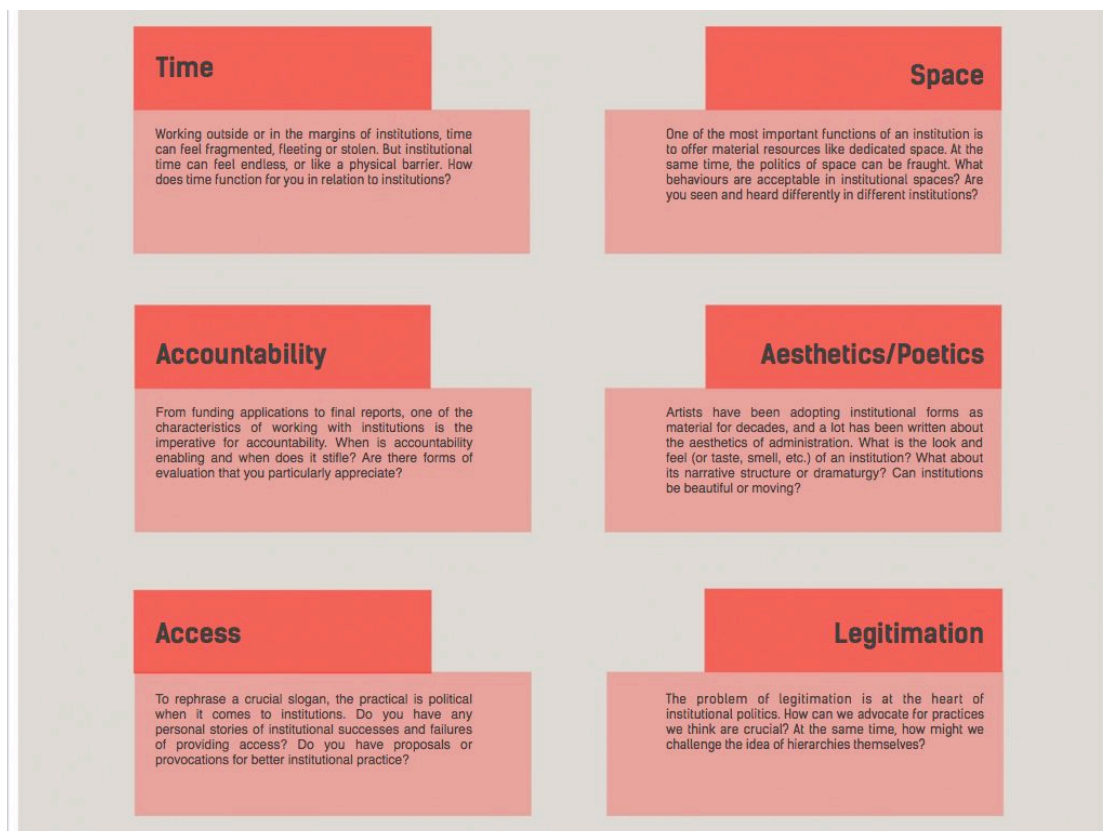 Time
Working outside or in the margins of institutions, time
can feel fragmented, fleeting or stolen. But institutional
time can feel endless, or like a physical barrier. How
does time function for you in relation to institutions?
Space
One of the most important functions of an institution is
to offer material resources like dedicated space. At the
same time, the politics of space can be fraught. What
behaviours are acceptable in institutional spaces? Are
you seen and heard differently in different institutions?
Accountability
From funding applications to final reports, one of the
characteristics of working with institutions is the
imperative for accountability. When is accountability
enabling and when does it stifle? Are there forms of
evaluation that you particularly appreciate?
Aesthetics/Poetics
Artists have been adopting institutional forms as
material for decades, and a lot has been written about
the aesthetics of administration. What is the look and
feel (or taste, smell, etc.) of an institution? What about
its narrative structure or dramaturgy? Can institutions
be beautiful or moving?
Access
To rephrase a crucial slogan, the practical is political
when it comes to institutions. Do you have any
personal stories of institutional successes and failures
of providing access? Do you have proposals or
provocations for better institutional practice?
Legitimation
The problem of legitimation is at the heart of
institutional politics. How can we advocate for practices
we think are crucial? At the same time, how might we
challenge the idea of hierarchies themselves?